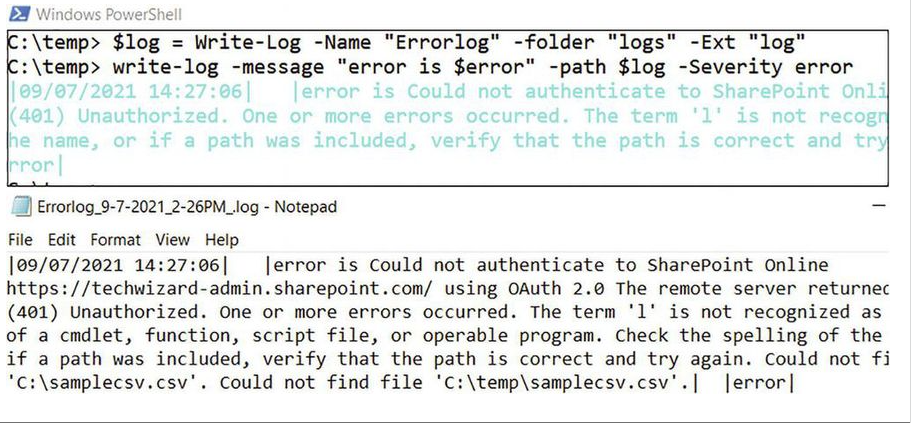 Windows PowerShell
C:\temp> $log = Write-Log -Name "Errorlog" -folder "logs" -Ext "log"
C:\temp> write-log -message "error is $error" -path $log -Severity error
|09/07/2021 14:27:06|   |error is Could not authenticate to SharePoint Onli
(401) Unauthorized. One or more errors occurred. The term 'l' is not recogn
he name, or if a path was included, verify that the path is correct and try
rror|
Errorlog_9-7-2021_2-26PM_.log - Notepad
File Edit Format View Help
|09/07/2021 14:27:06|   |error is Could not authenticate to SharePoint Online
https://techwizard-admin.sharepoint.com/ using OAuth 2.0 The remote server returned
(401) Unauthorized. One or more errors occurred. The term 'l' is not recognized as
of a cmdlet, function, script file, or operable program. Check the spelling of the
if a path was included, verify that the path is correct and try again. Could not fi
'C:\samplecsv.csv'. Could not find file 'C:\temp\samplecsv.csv'.|  |error|